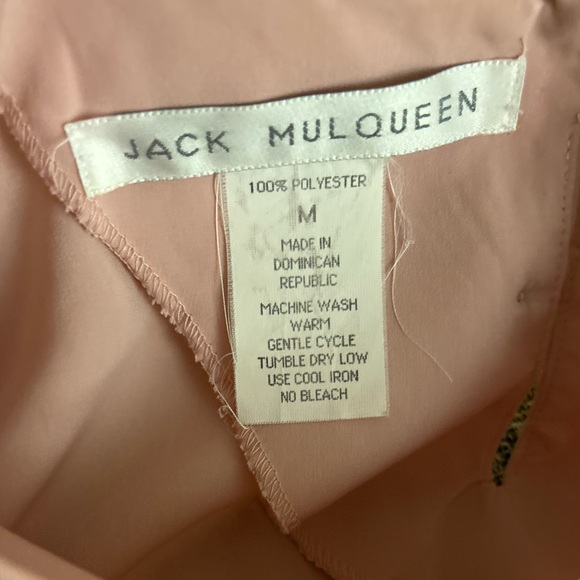 JACK MULQUEEN
100% POLYESTER
M
MADE IN
DOMINICAN
REPUBLIC
MACHINE WASH
WARM
GENTLE CYCLE
TUMBLE DRY LOW
USE COOL IRON
NO BLEACH